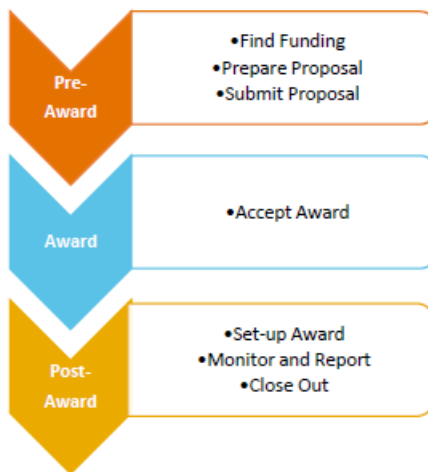 Pre-
Award
•Find Funding
•Prepare Proposal
•Submit Proposal
Award
•Accept Award
Post-
Award
•Set-up Award
•Monitor and Report
•Close Out